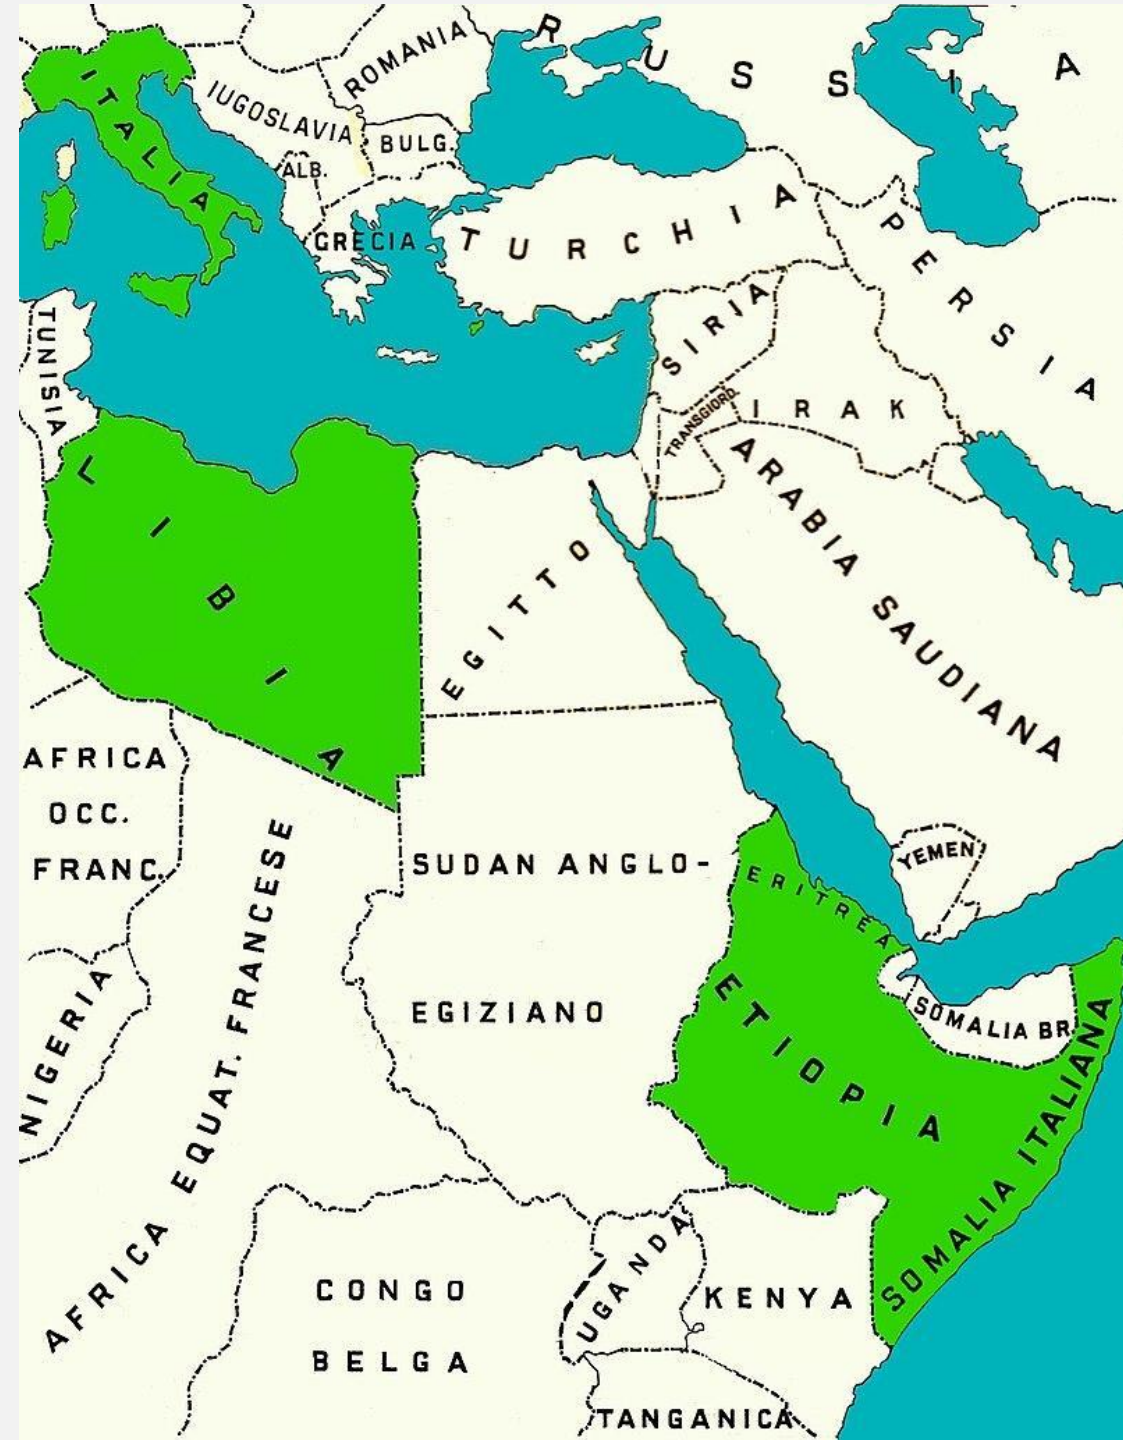 RUSSIA
ROMANIA
ITALIA
IUGOSLAVIA
BULG.
ALB.
GRECIA
TURCHIA
PERSIA
SIRIA
TUNISIA
TRANSGIORD.
IRAK
LIBIA
EGITTO
ARABIA SAUDIANA
AFRICA
OCC.
FRANC.
SUDAN ANGLO-
EGIZIANO
YEMEN
ERITREA
ETIOPIA
SOMALIA BR.
SOMALIA ITALIANA
NIGERIA
AFRICA EQUAT. FRANCESE
CONGO
BELGA
UGANDA
KENYA
TANGANICA